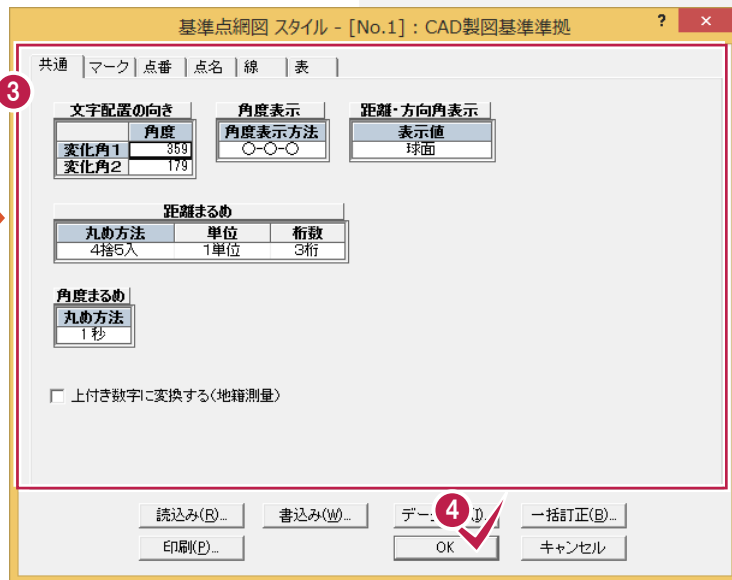 基準点網図 スタイル - [No.1] : CAD製図基準準拠 ? ×
共通 マーク 点番 点名 線 表
3
文字配置の向き 角度表示 距離・方向角表示
角度 角度表示方法 表示値
変化角1 359 ○-○-○ 球面
変化角2 179
距離まるめ
丸め方法 単位 桁数
4捨5入 1単位 3桁
角度まるめ
丸め方法
1秒
上付き数字に変換する(地籍測量)
4
読込み(R)... 書込み(W)... 一括訂正(B)...
印刷(P)... OK キャンセル